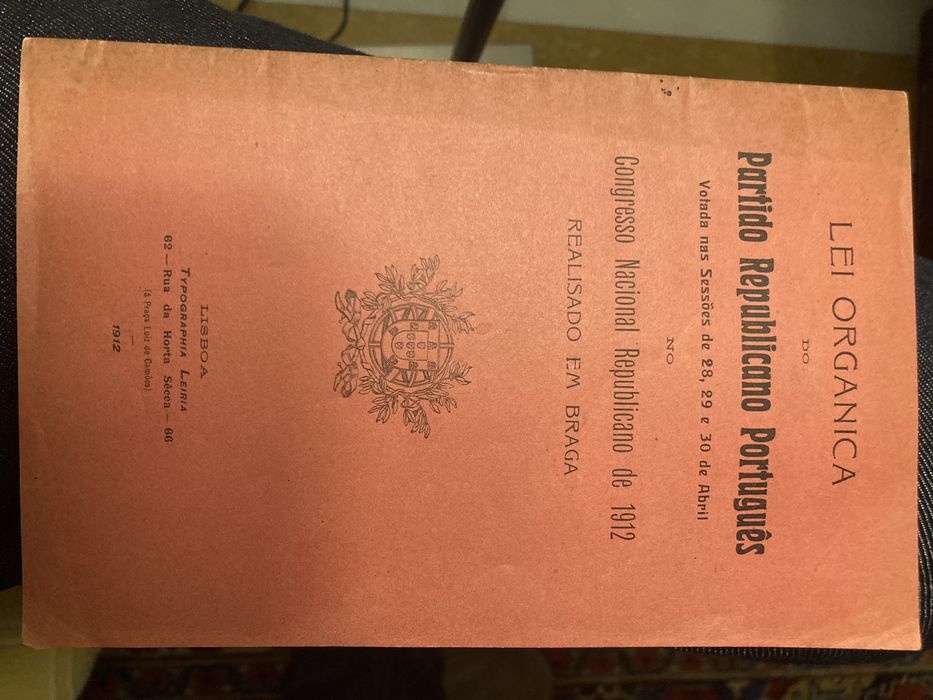 LEI ORGANICA
DO
Partido Republicano Português
Votada nas Sessões de 28, 29 e 30 de Abril
NO
Congresso Nacional Republicano de 1912
REALISADO EM BRAGA
LISBOA
TYPOGRAPHIA LEIRIA
62 — Rua da Horta Sêcca — 66
(á Praça Luiz de Camões)
1912